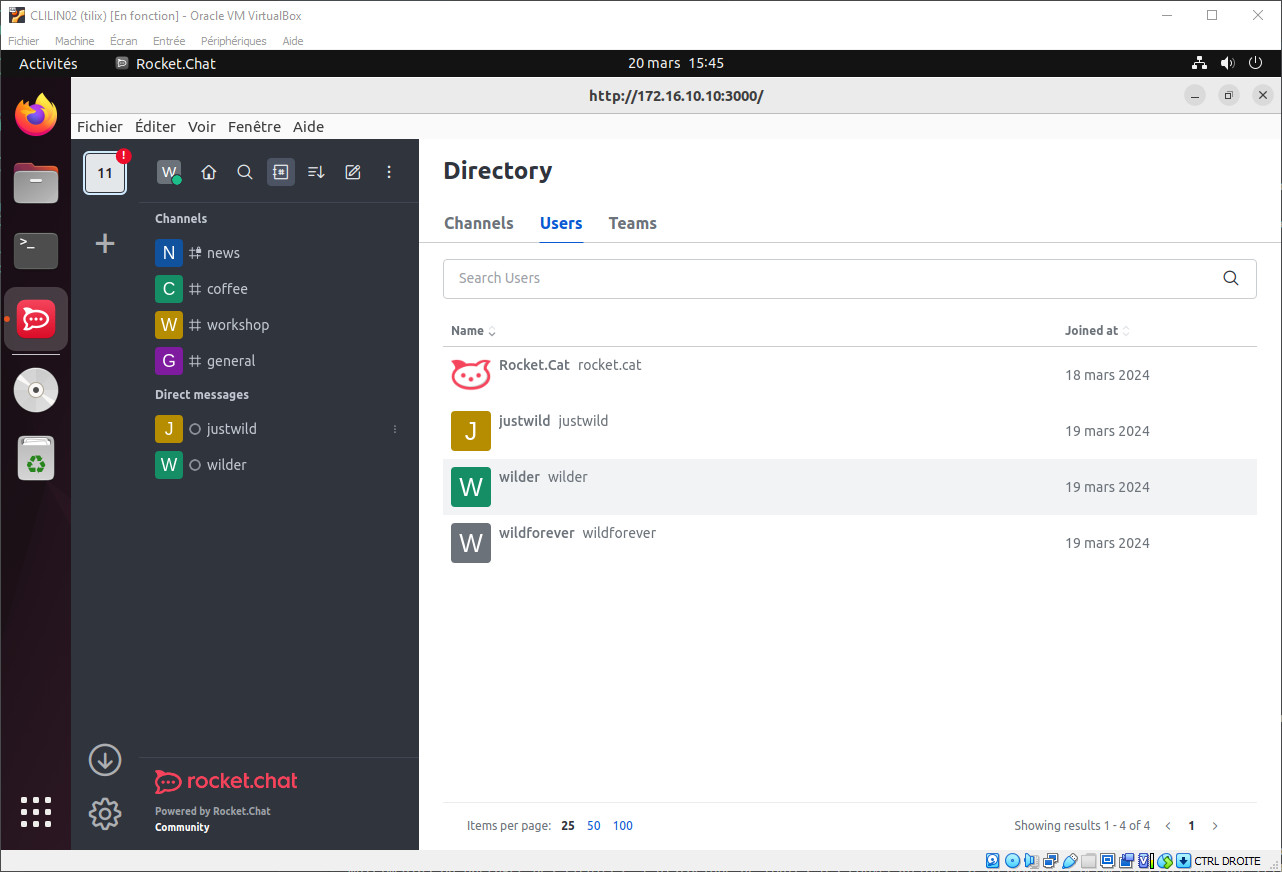 CLILIN02 (tilix) [En fonction] - Oracle VM VirtualBox
Fichier Machine Écran Entrée Périphériques Aide
Activités Rocket.Chat 20 mars 15:45
http://172.16.10.10:3000/
Fichier Éditer Voir Fenêtre Aide
11 ! W
Channels
N news
C coffee
W workshop
G general
Direct messages
J justwild
W wilder
rocket.chat
Powered by Rocket.Chat
Community
>_
Directory
Channels Users Teams
Search Users
Name Joined at
Rocket.Cat rocket.cat 18 mars 2024
J justwild justwild 19 mars 2024
W wilder wilder 19 mars 2024
W wildforever wildforever 19 mars 2024
Items per page: 25 50 100 Showing results 1 - 4 of 4 < 1 >
CTRL DROITE